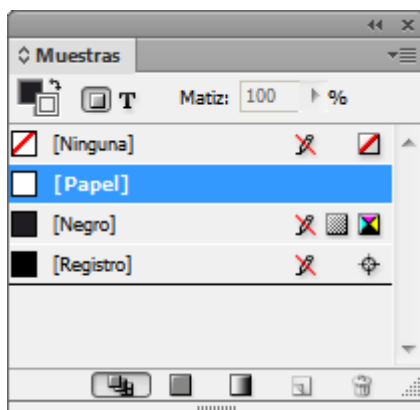 Muestras
T Matiz: 100 %
[Ninguna]
[Papel]
[Negro]
[Registro]